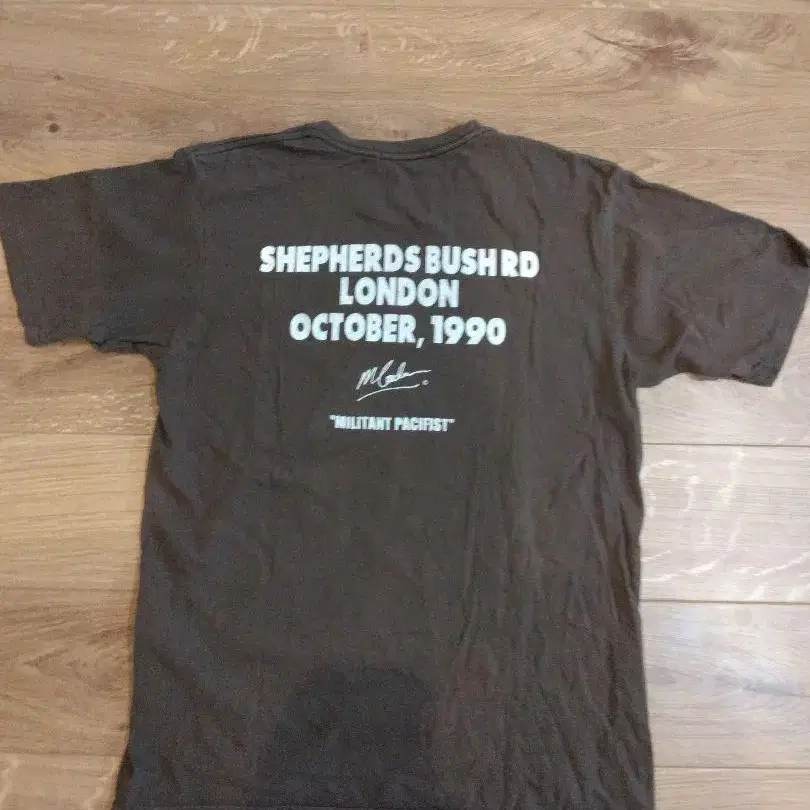 SHEPHERDS BUSH RD
LONDON
OCTOBER, 1990
"MILITANT PACIFIST"